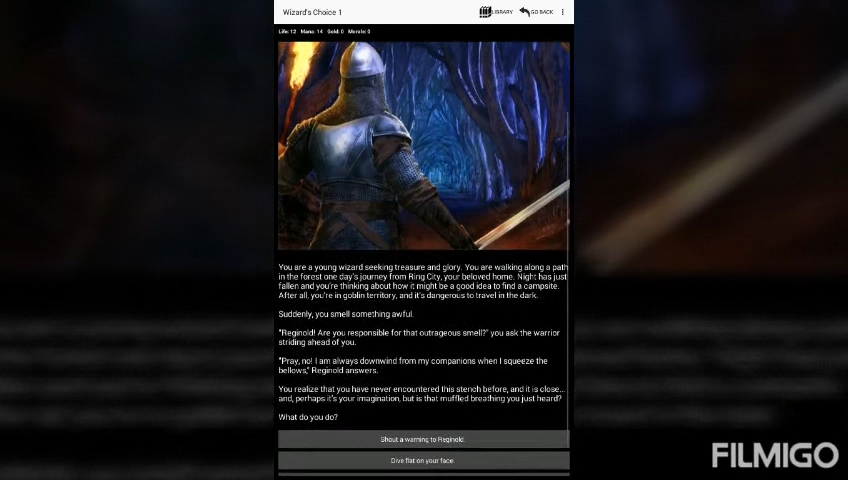 Wizard's Choice 1
LIBRARY
GO BACK
Life: 12 Mana: 14 Gold: 0 Morale: 0
You are a young wizard seeking treasure and glory. You are walking along a path
in the forest one day's journey from Ring City, your beloved home. Night has just
fallen and you're thinking about how it might be a good idea to find a campsite.
After all, you're in goblin territory, and it's dangerous to travel in the dark.
Suddenly, you smell something awful.
"Reginold! Are you responsible for that outrageous smell?" you ask the warrior
striding ahead of you.
"Pray, no! I am always downwind from my companions when I squeeze the
bellows," Reginold answers.
You realize that you have never encountered this stench before, and it is close...
and, perhaps it's your imagination, but is that muffled breathing you just heard?
What do you do?
Shout a warning to Reginold.
Dive flat on your face.
FILMIGO